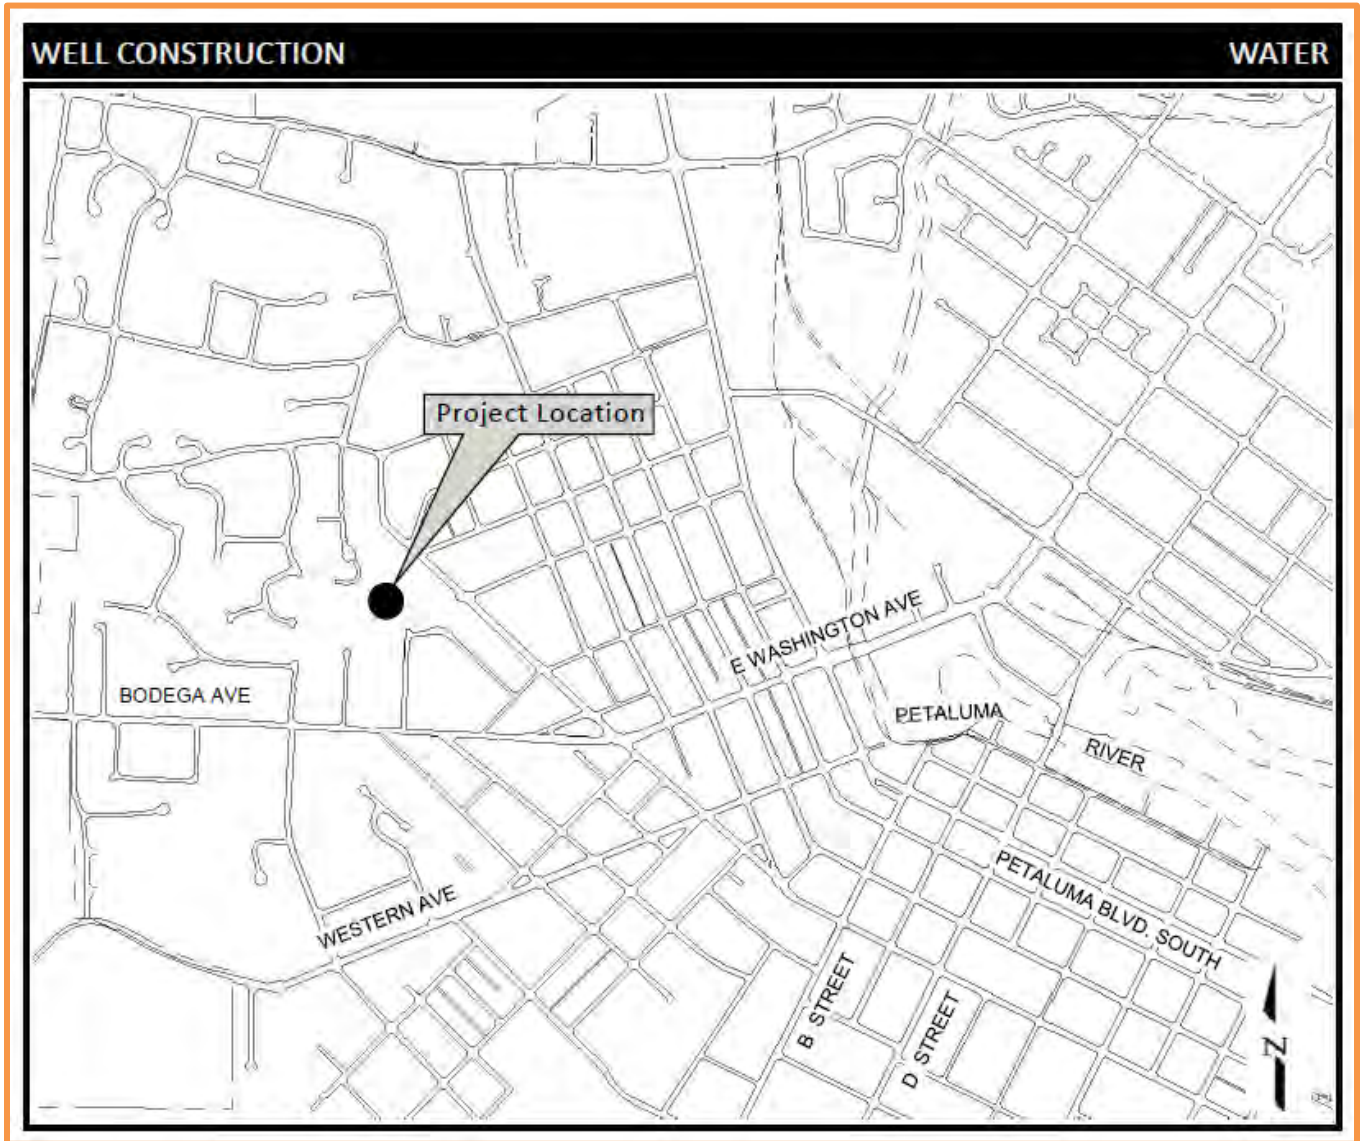 WELL CONSTRUCTION
WATER
Project Location
E WASHINGTON AVE
BODEGA AVE
PETALUMA
RIVER
PETALUMA BLVD. SOUTH
WESTERN AVE
B STREET
D STREET
N